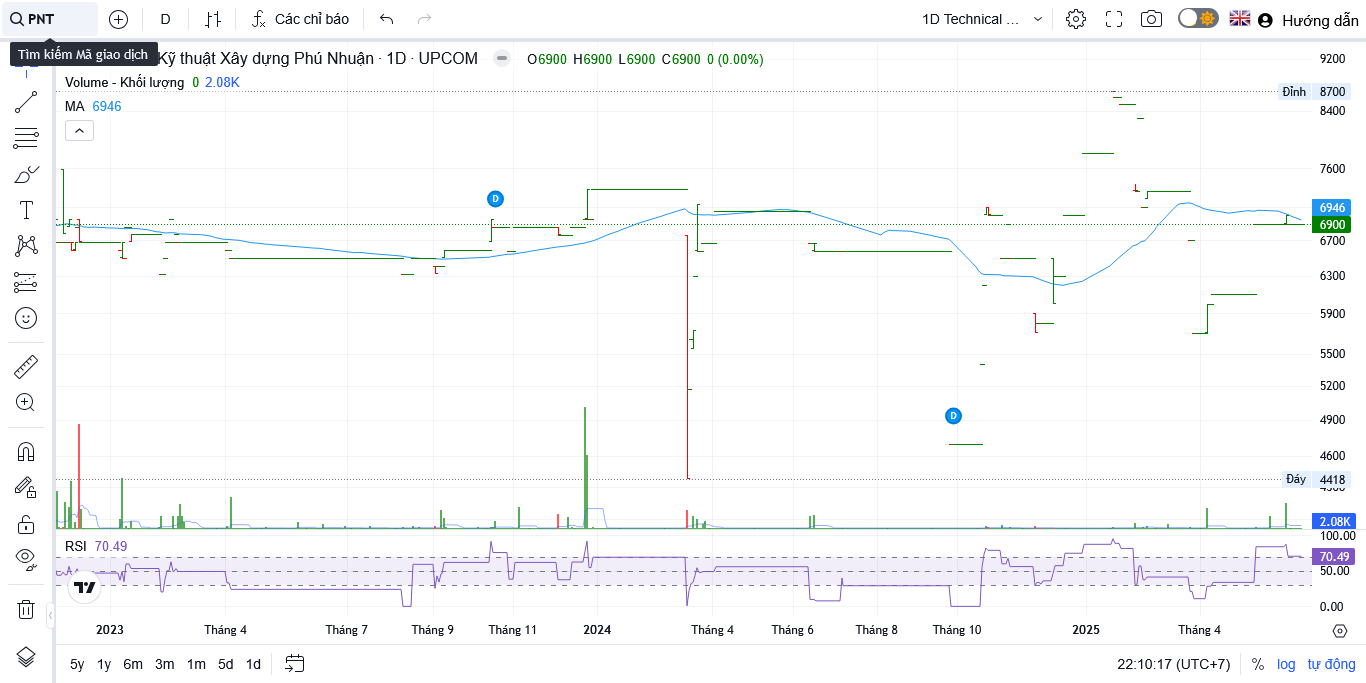 PNT
D
Các chỉ báo
1D Technical ...
Hướng dẫn
Tìm kiếm Mã giao dịch
Kỹ thuật Xây dựng Phú Nhuận · 1D · UPCOM
O6900 H6900 L6900 C6900 0 (0.00%)
Volume - Khối lượng 0 2.08K
MA 6946
9200
Đỉnh 8700
8400
7600
6946
6900
6700
6300
5900
5500
5200
4900
4600
Đáy 4418
2.08K
D
D
RSI 70.49
100.00
70.49
50.00
0.00
2023 Tháng 4 Tháng 7 Tháng 9 Tháng 11 2024 Tháng 4 Tháng 6 Tháng 8 Tháng 10 2025 Tháng 4
5y 1y 6m 3m 1m 5d 1d
22:10:17 (UTC+7) % log tự động